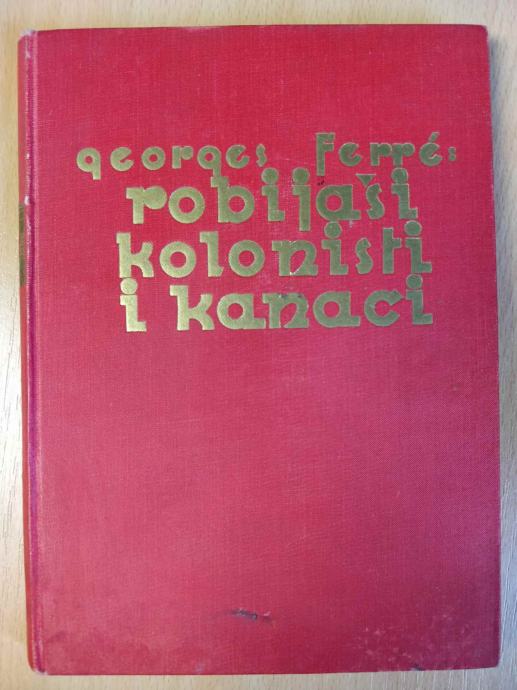 georges Ferré:
robijaši
kolonisti
i kanaci